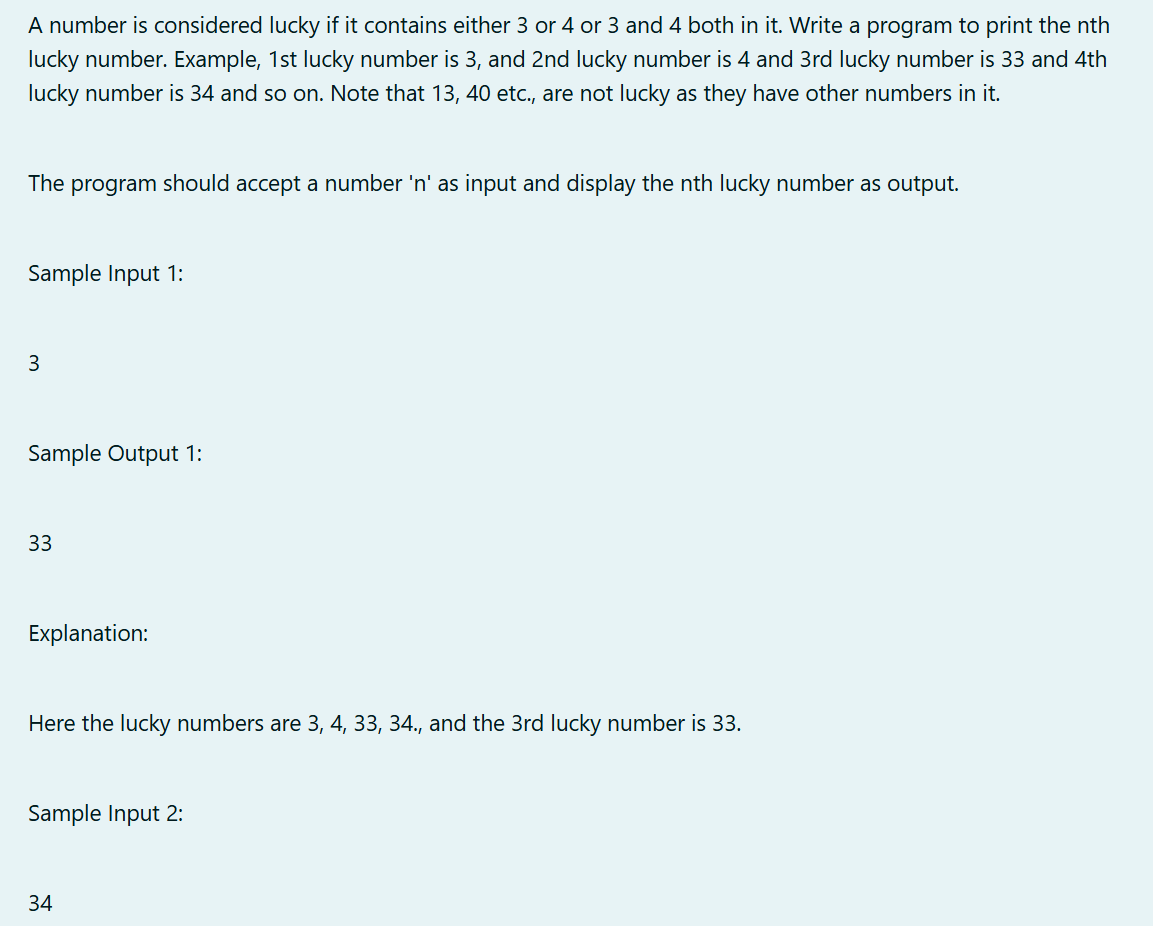 A number is considered lucky if it contains either 3 or 4 or 3 and 4 both in it. Write a program to print the nth
lucky number. Example, 1st lucky number is 3, and 2nd lucky number is 4 and 3rd lucky number is 33 and 4th
lucky number is 34 and so on. Note that 13, 40 etc., are not lucky as they have other numbers in it.
The program should accept a number 'n' as input and display the nth lucky number as output.
Sample Input 1:
3
Sample Output 1:
33
Explanation:
Here the lucky numbers are 3, 4, 33, 34., and the 3rd lucky number is 33.
Sample Input 2:
34